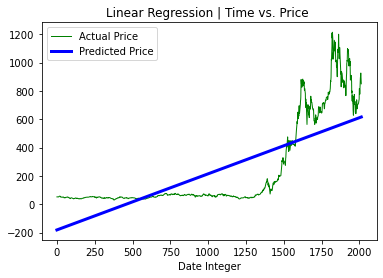 Linear Regression | Time vs. Price
Actual Price
Predicted Price
1200
1000
800
600
400
200
0
−200
0 250 500 750 1000 1250 1500 1750 2000
Date Integer